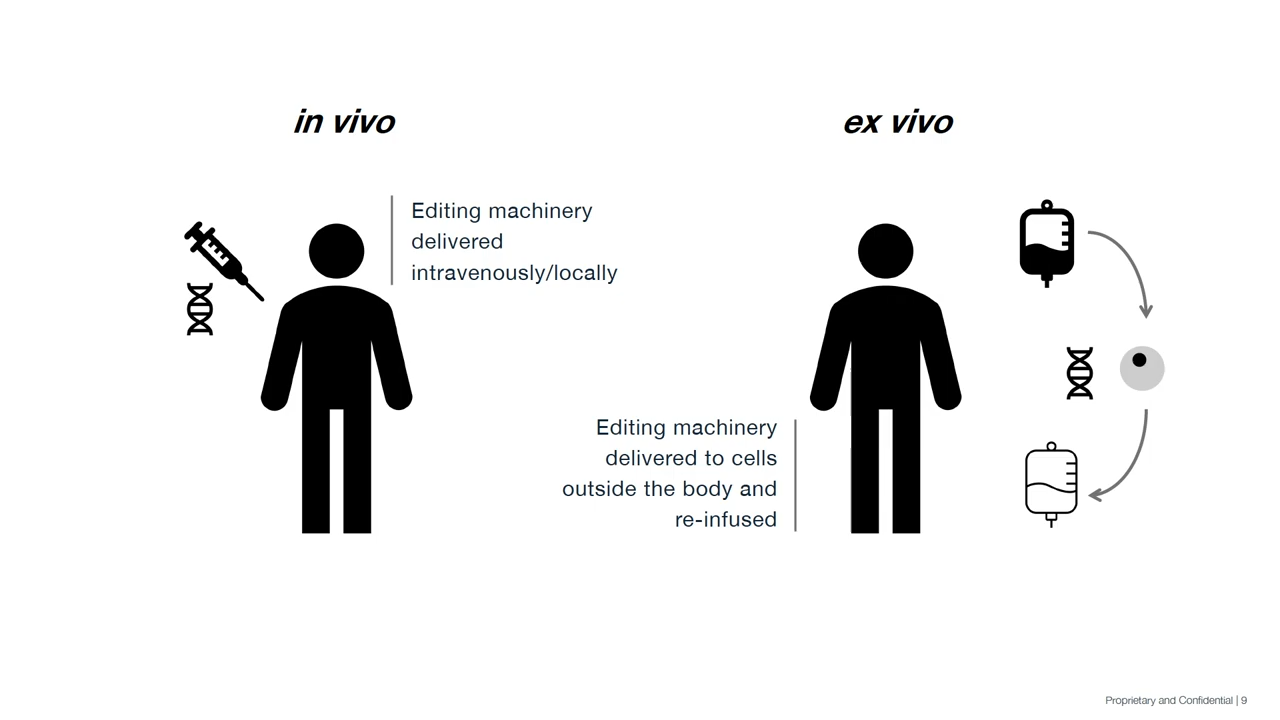 in vivo
Editing machinery
delivered
intravenously/locally
ex vivo
Editing machinery
delivered to cells
outside the body and
re-infused
Proprietary and Confidential | 9